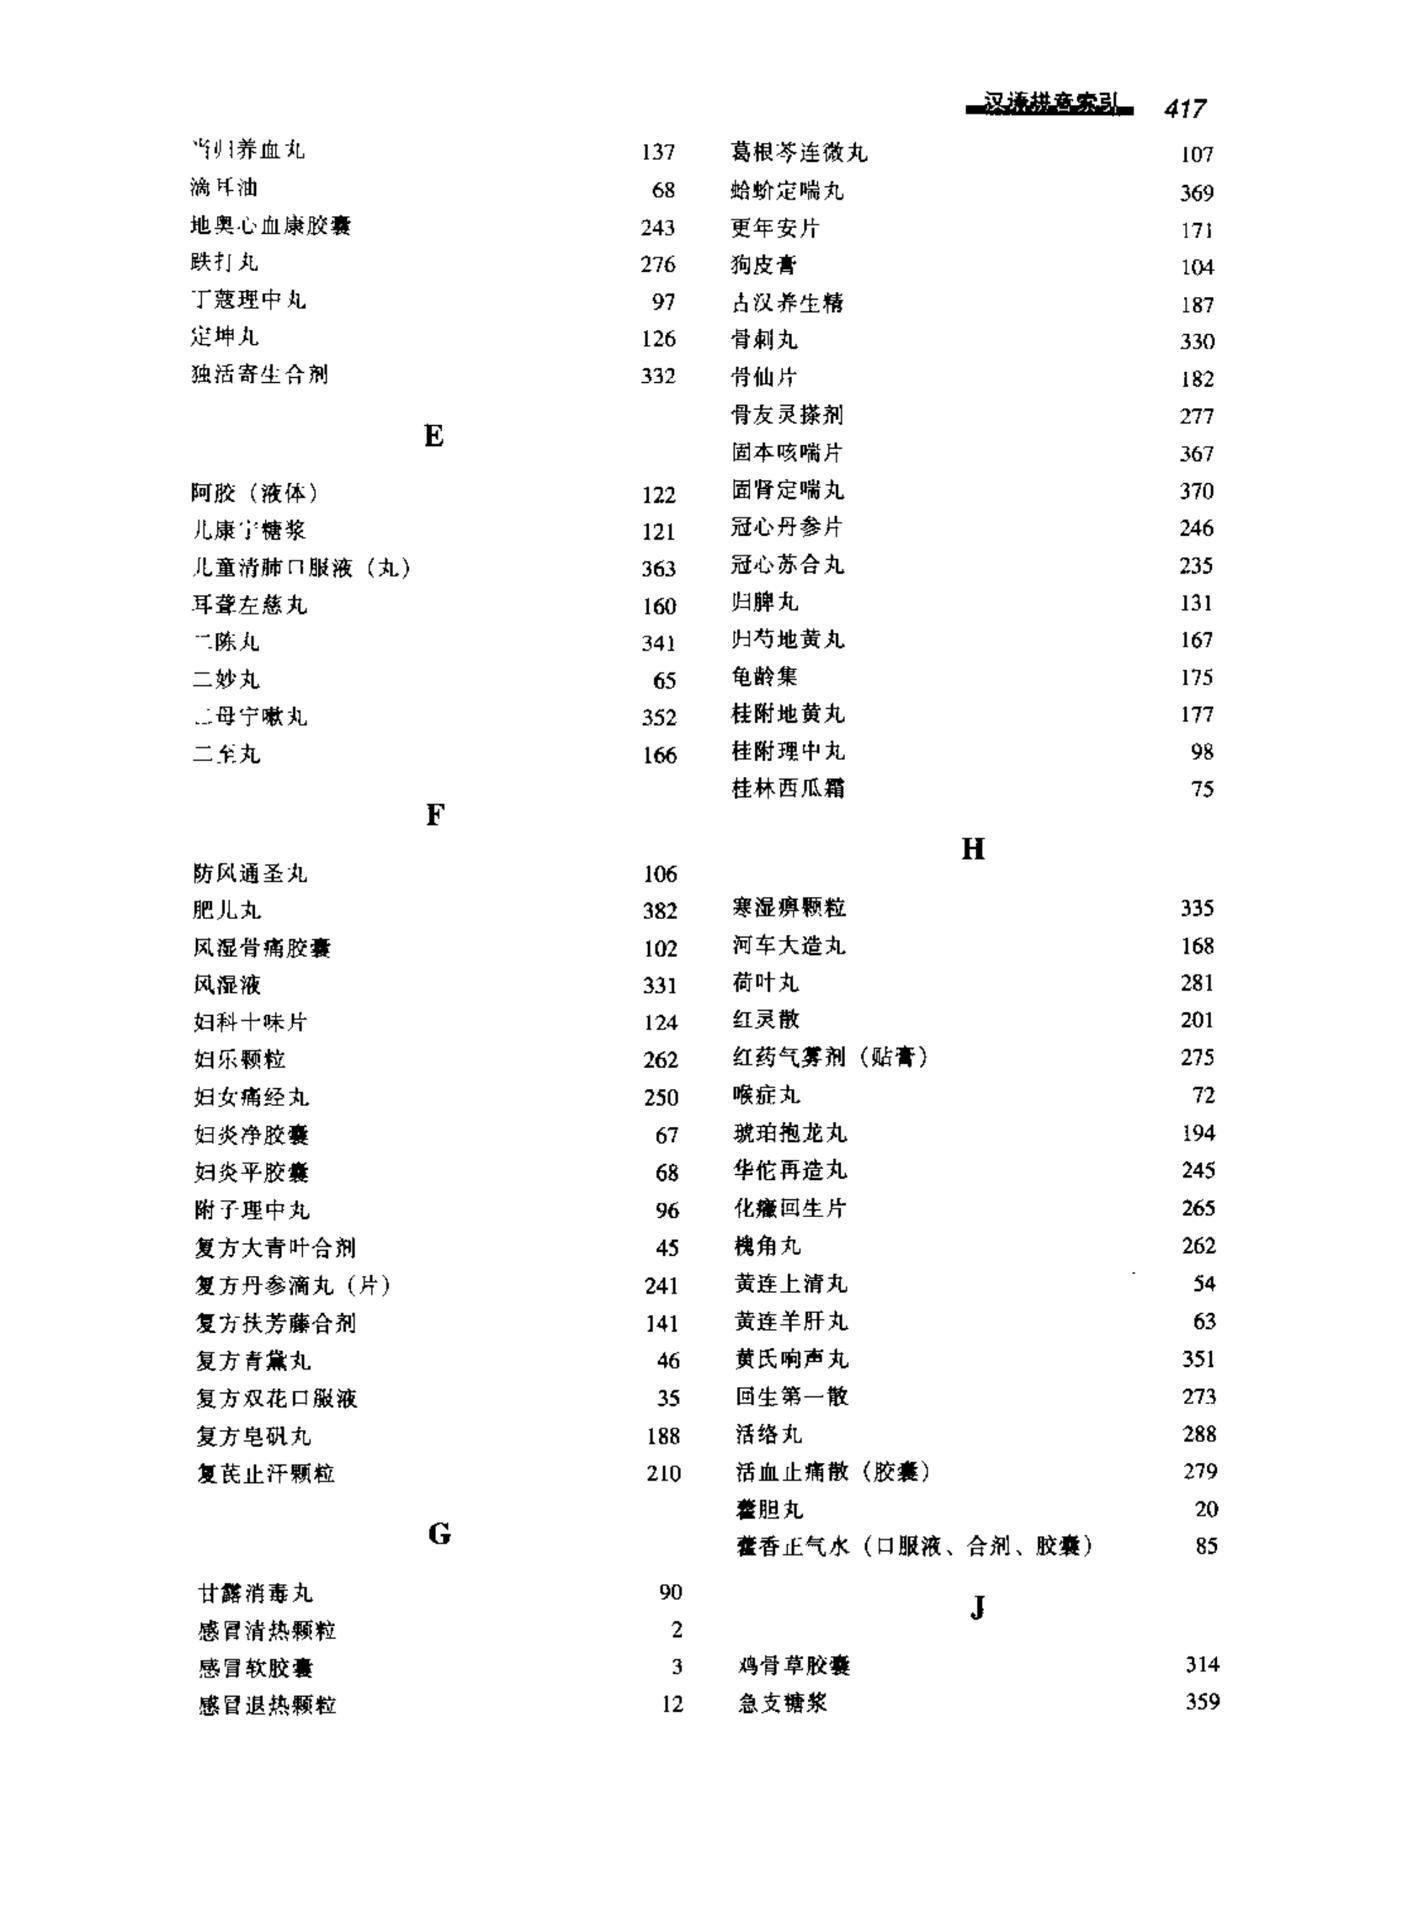 汉语拼音索引 417
当归养血丸 137
滴耳油 68
地奥心血康胶囊 243
跌打丸 276
丁蔻理中丸 97
定坤丸 126
独活寄生合剂 332
E
阿胶（液体） 122
儿康宁糖浆 121
儿童清肺口服液（丸） 363
耳聋左慈丸 160
二陈丸 341
二妙丸 65
二母宁嗽丸 352
二至丸 166
F
防风通圣丸 106
肥儿丸 382
风湿骨痛胶囊 102
风湿液 331
妇科十味片 124
妇乐颗粒 262
妇女痛经丸 250
妇炎净胶囊 67
妇炎平胶囊 68
附子理中丸 96
复方大青叶合剂 45
复方丹参滴丸（片） 241
复方扶芳藤合剂 141
复方青黛丸 46
复方双花口服液 35
复方皂矾丸 188
复芪止汗颗粒 210
G
甘露消毒丸 90
感冒清热颗粒 2
感冒软胶囊 3
感冒退热颗粒 12
葛根芩连微丸 107
蛤蚧定喘丸 369
更年安片 171
狗皮膏 104
古汉养生精 187
骨刺丸 330
骨仙片 182
骨友灵搽剂 277
固本咳喘片 367
固肾定喘丸 370
冠心丹参片 246
冠心苏合丸 235
归脾丸 131
归芍地黄丸 167
龟龄集 175
桂附地黄丸 177
桂附理中丸 98
桂林西瓜霜 75
H
寒湿痹颗粒 335
河车大造丸 168
荷叶丸 281
红灵散 201
红药气雾剂（贴膏） 275
喉症丸 72
琥珀抱龙丸 194
华佗再造丸 245
化癥回生片 265
槐角丸 262
黄连上清丸 54
黄连羊肝丸 63
黄氏响声丸 351
回生第一散 273
活络丸 288
活血止痛散（胶囊） 279
藿胆丸 20
藿香正气水（口服液、合剂、胶囊） 85
J
鸡骨草胶囊 314
急支糖浆 359